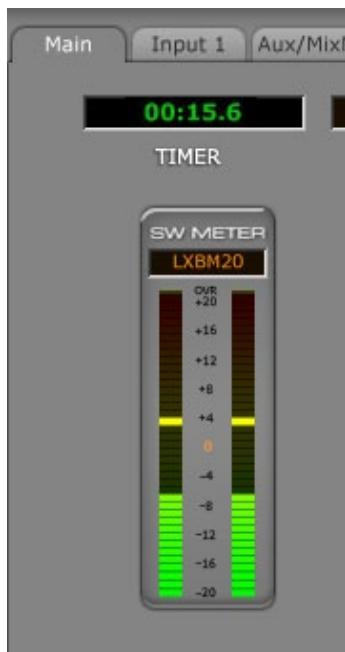 Main Input 1 Aux/Mix
00:15.6
TIMER
SW METER
LXBM20
OVR
+20
+16
+12
+8
+4
0
-4
-8
-12
-16
-20